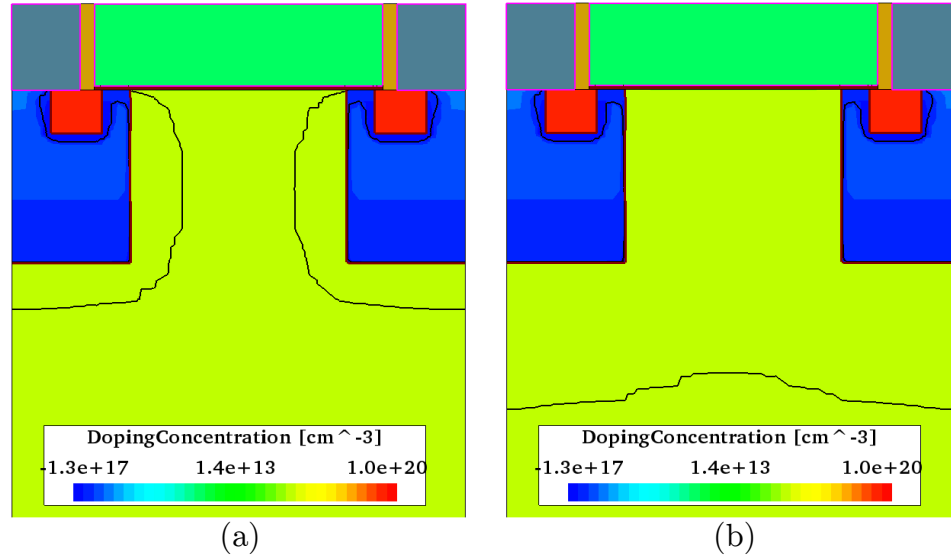 DopingConcentration [cm^-3]
-1.3e+17 1.4e+13 1.0e+20
(a)
DopingConcentration [cm^-3]
-1.3e+17 1.4e+13 1.0e+20
(b)